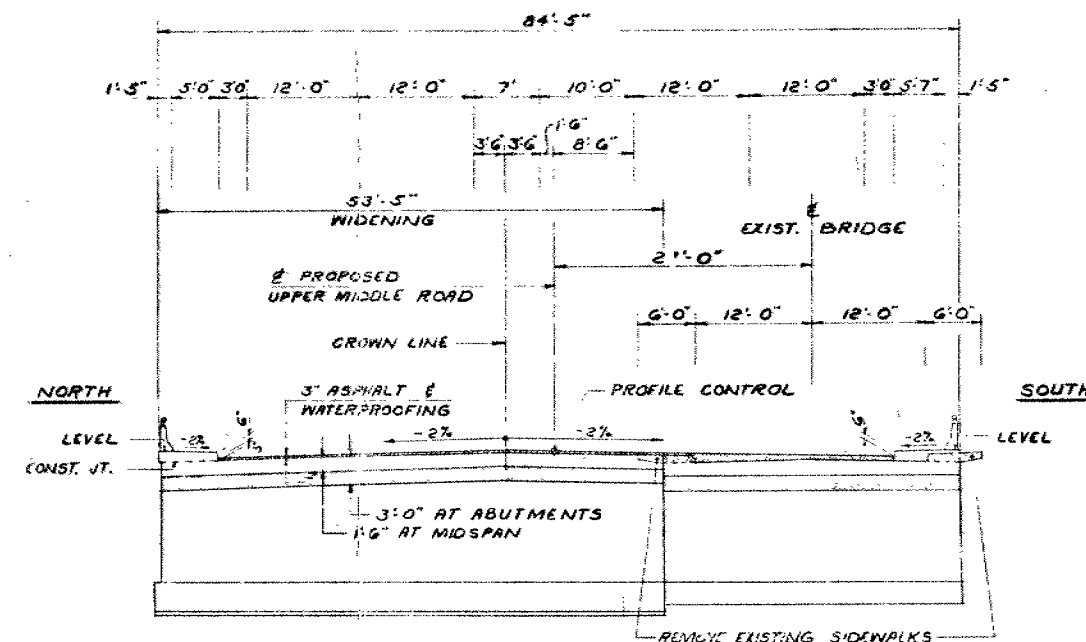 84'-5"
1'-5" 5'0" 3'0" 12'-0" 12'-0" 7' 10'-0" 12'-0" 12'-0" 3'0" 5'-7" 1'-5"
3'6" 3'6" 1'-6" 8'-6"
53'-5"
WIDENING
℄
EXIST. BRIDGE
℄ PROPOSED
UPPER MIDDLE ROAD
6'-0" 12'-0" 12'-0" 6'-0"
CROWN LINE
NORTH
3" ASPHALT &
WATERPROOFING
PROFILE CONTROL
SOUTH
LEVEL -2% -2% -2% -2% LEVEL
CONST. JT.
3'-0" AT ABUTMENTS
1'-6" AT MIDSPAN
REMOVE EXISTING SIDEWALKS